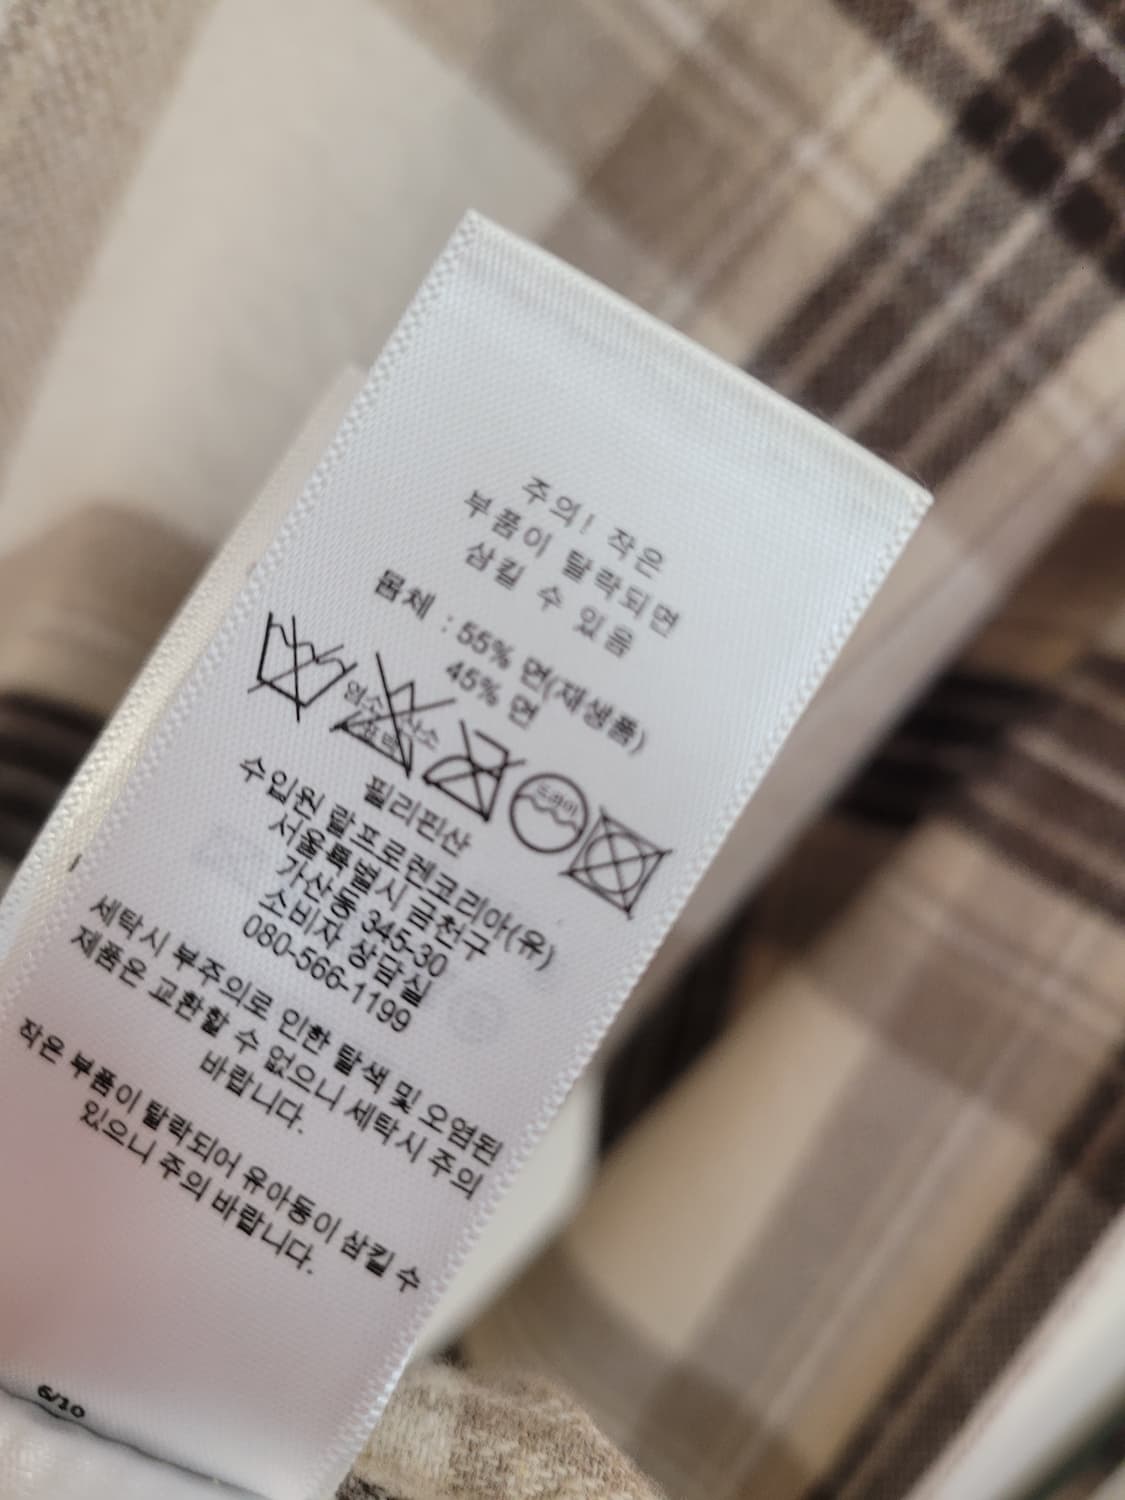 주의! 작은
부품이 탈락되면
삼킬 수 있음
몸체 : 55% 면(재생품)
45% 면
염소 산소
표백
드라이
필리핀산
수입원 랄프로렌코리아(유)
서울특별시 금천구
가산동 345-30
소비자 상담실
080-566-1199
세탁시 부주의로 인한 탈색 및 오염된
제품은 교환할 수 없으니 세탁시 주의
바랍니다.
작은 부품이 탈락되어 유아동이 삼킬 수
있으니 주의 바랍니다.
6/10